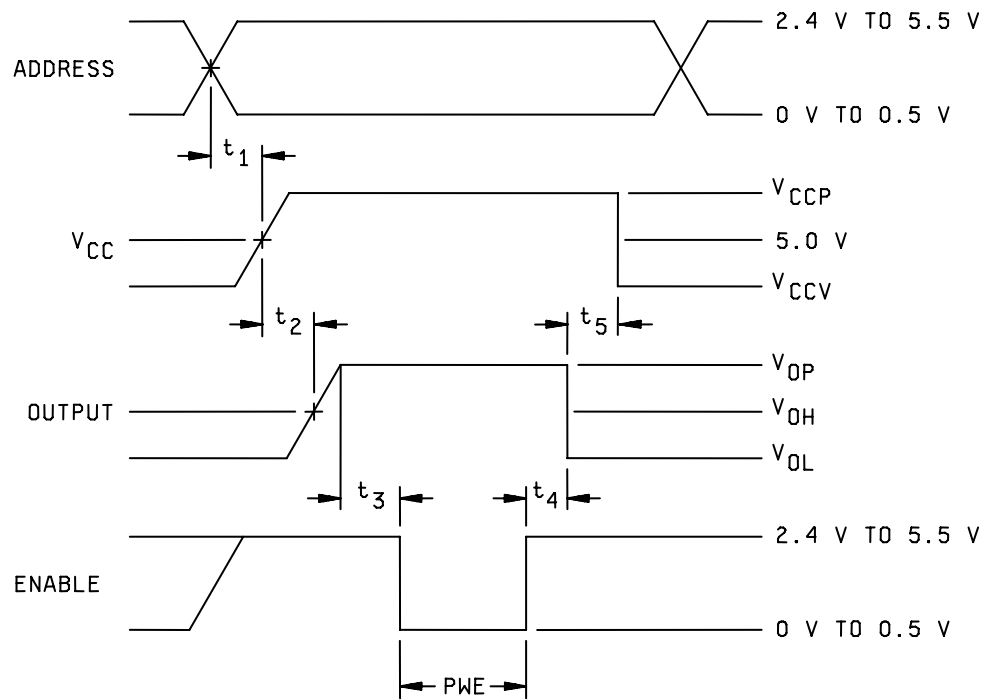 2.4 V TO 5.5 V
ADDRESS
0 V TO 0.5 V
t1
VCCP
VCC
5.0 V
VCCV
t2
t5
VOP
OUTPUT
VOH
VOL
t3
t4
2.4 V TO 5.5 V
ENABLE
0 V TO 0.5 V
PWE